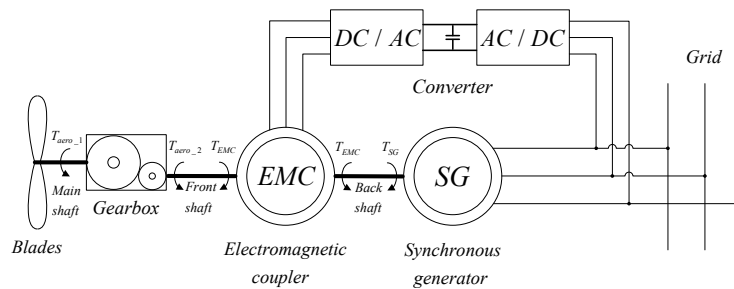 DC / AC
AC / DC
Converter
Grid
T_aero_1
T_aero_2
T_EMC
T_EMC
T_SG
EMC
SG
Main
shaft
Gearbox
Front
shaft
Back
shaft
Blades
Electromagnetic
coupler
Synchronous
generator